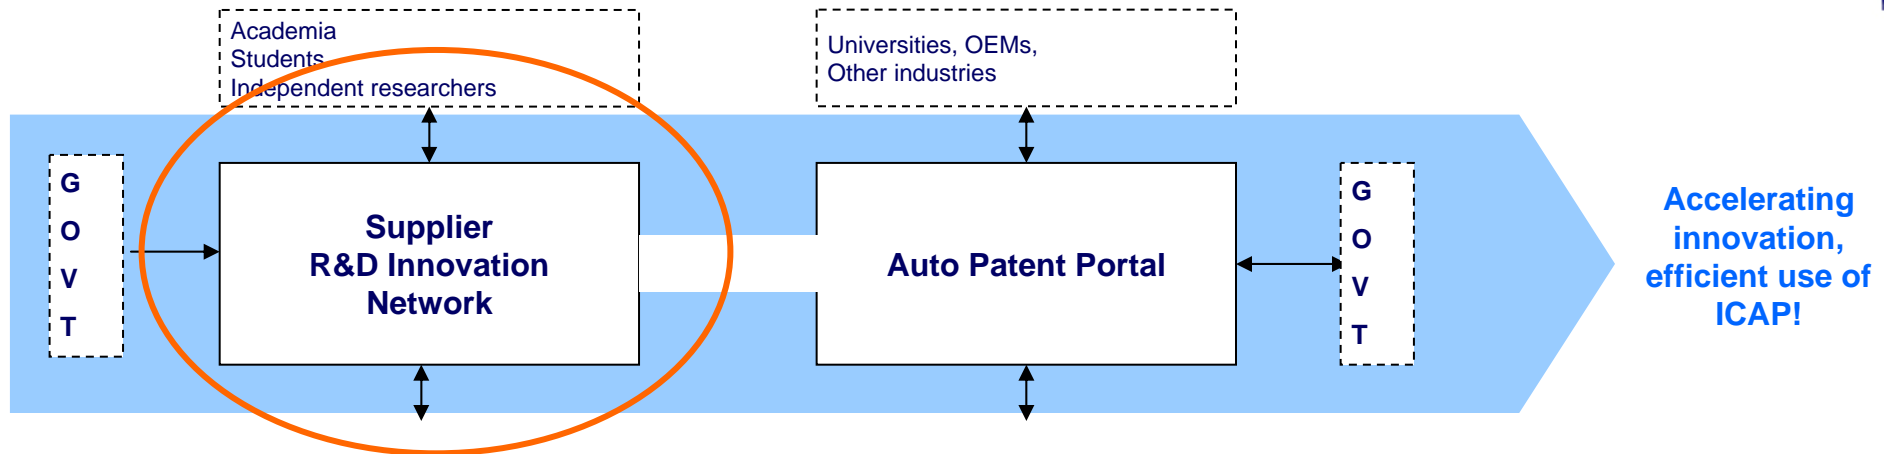 Academia
Students
Independent researchers
Universities, OEMs,
Other industries
G
O
V
T
Supplier
R&D Innovation
Network
Auto Patent Portal
G
O
V
T
Accelerating
innovation,
efficient use of
ICAP!